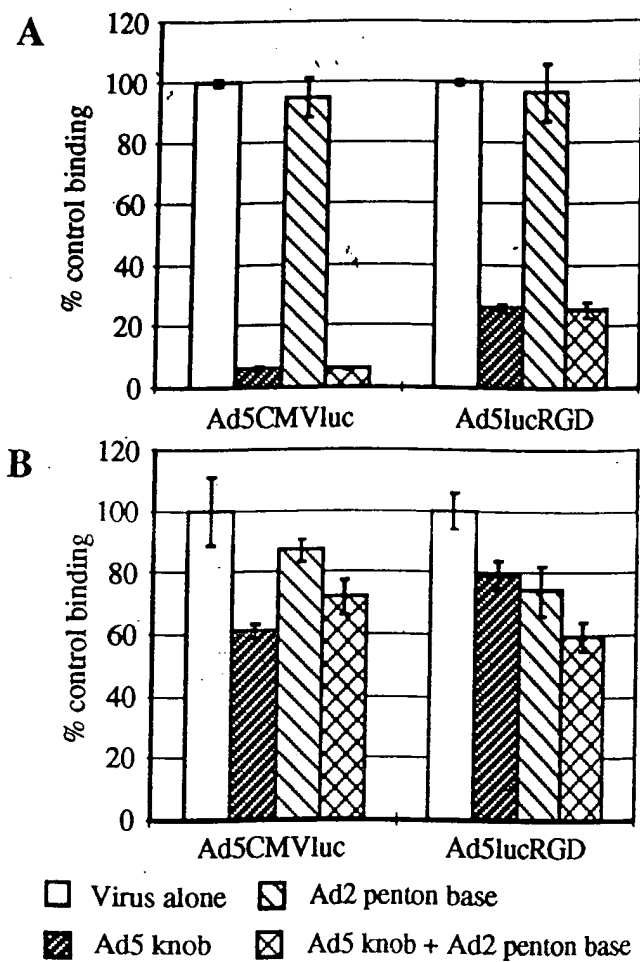 A
120
100
80
60
40
20
0
% control binding
Ad5CMVluc Ad5lucRGD
B
120
100
80
60
40
20
0
% control binding
Ad5CMVluc Ad5lucRGD
Virus alone Ad2 penton base
Ad5 knob Ad5 knob + Ad2 penton base